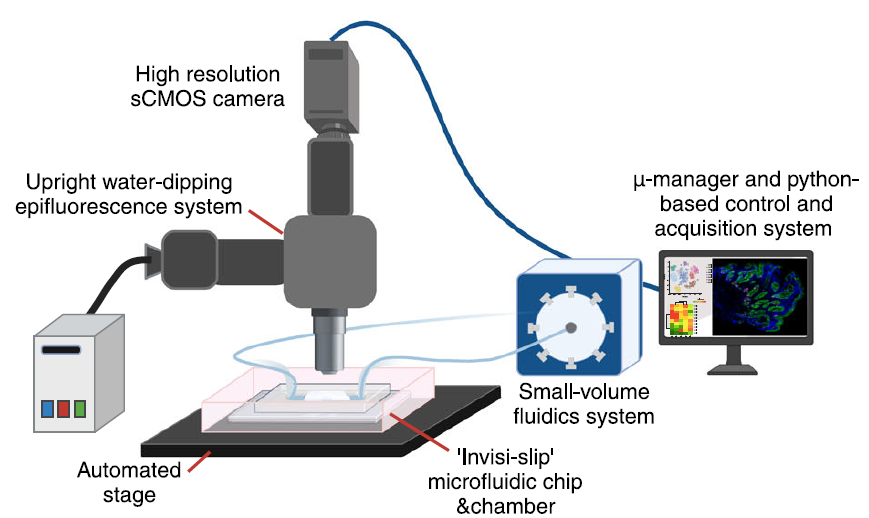 High resolution
sCMOS camera
Upright water-dipping
epifluorescence system
μ-manager and python-
based control and
acquisition system
Small-volume
fluidics system
Automated
stage
'Invisi-slip'
microfluidic chip
&chamber